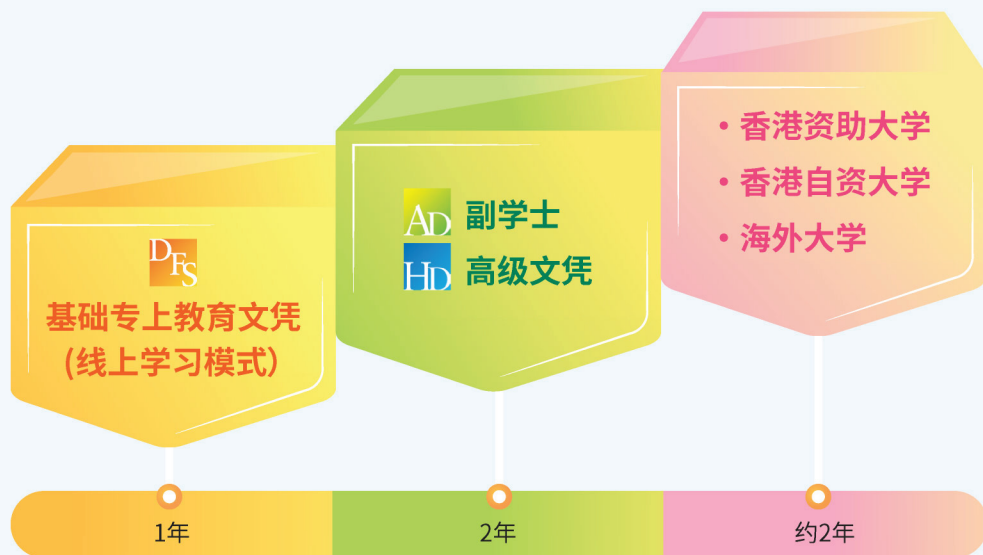 DFS
基础专上教育文凭
(线上学习模式)
AD 副学士
HD 高级文凭
• 香港资助大学
• 香港自资大学
• 海外大学
1年
2年
约2年